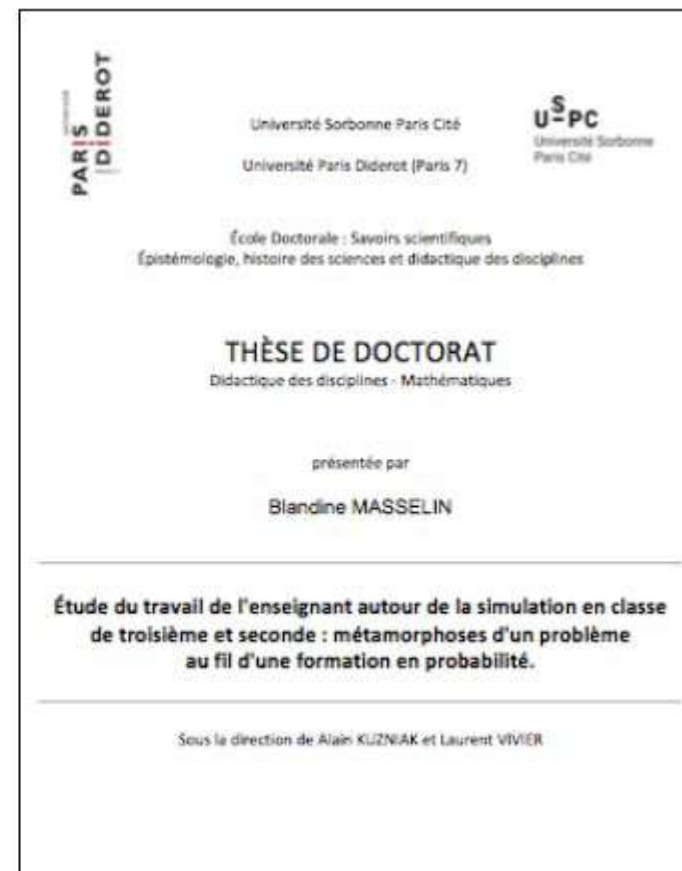 université
PARIS
DIDEROT
Université Sorbonne Paris Cité
Université Paris Diderot (Paris 7)
USPC
Université Sorbonne
Paris Cité
École Doctorale : Savoirs scientifiques
Épistémologie, histoire des sciences et didactique des disciplines
THÈSE DE DOCTORAT
Didactique des disciplines - Mathématiques
présentée par
Blandine MASSELIN
Étude du travail de l'enseignant autour de la simulation en classe
de troisième et seconde : métamorphoses d'un problème
au fil d'une formation en probabilité.
Sous la direction de Alain KUZNIAK et Laurent VIVIER